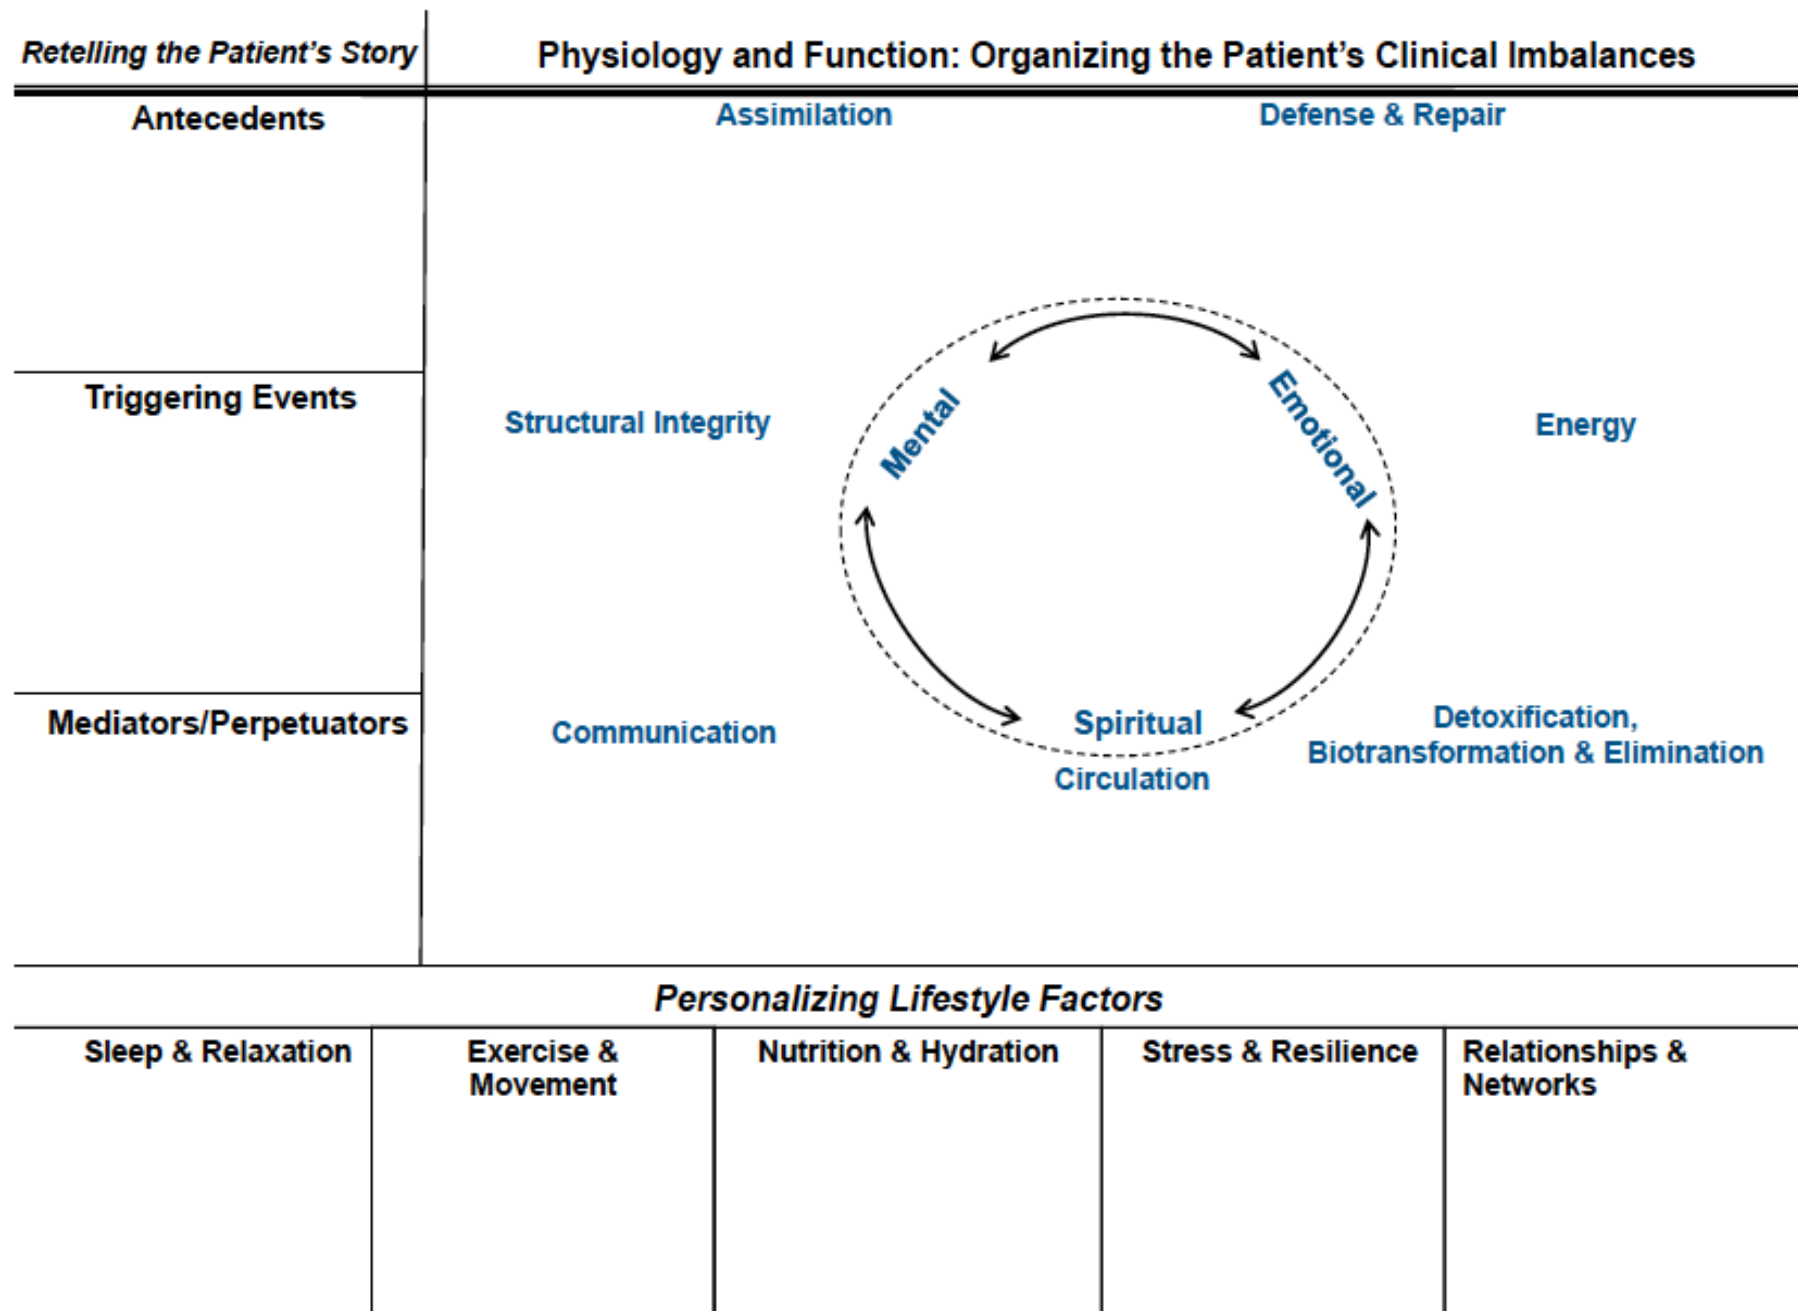 Retelling the Patient's Story
Physiology and Function: Organizing the Patient's Clinical Imbalances
Antecedents
Assimilation
Defense & Repair
Triggering Events
Structural Integrity
Mental
Emotional
Energy
Mediators/Perpetuators
Communication
Spiritual
Circulation
Detoxification,
Biotransformation & Elimination
Personalizing Lifestyle Factors
Sleep & Relaxation
Exercise &
Movement
Nutrition & Hydration
Stress & Resilience
Relationships &
Networks